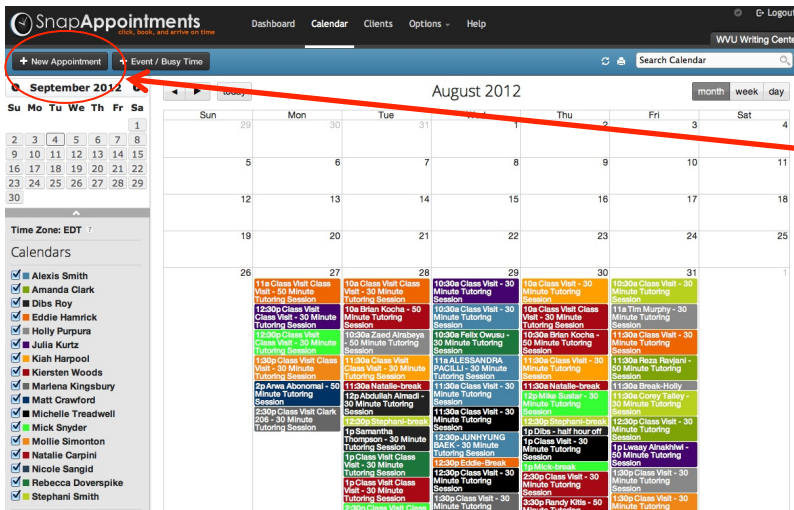 SnapAppointments
click, book, and arrive on time
Dashboard Calendar Clients Options Help
Logout
WVU Writing Cente
+ New Appointment
+ Event / Busy Time
Search Calendar
September 2012
Su Mo Tu We Th Fr Sa
1
2 3 4 5 6 7 8
9 10 11 12 13 14 15
16 17 18 19 20 21 22
23 24 25 26 27 28 29
30
Time Zone: EDT ?
Calendars
Alexis Smith
Amanda Clark
Dibs Roy
Eddie Hamrick
Holly Purpura
Julia Kurtz
Kiah Harpool
Kiersten Woods
Marlena Kingsbury
Matt Crawford
Michelle Treadwell
Mick Snyder
Mollie Simonton
Natalie Carpini
Nicole Sangid
Rebecca Doverspike
Stephani Smith
today
August 2012
month week day
Sun Mon Tue Wed Thu Fri Sat
29 30 31 1 2 3 4
5 6 7 8 9 10 11
12 13 14 15 16 17 18
19 20 21 22 23 24 25
26 27 28 29 30 31 1
11a Class Visit Class
Visit - 50 Minute
Tutoring Session
12:30p Class Visit
Class Visit - 30 Minute
Tutoring Session
12:30p Class Visit
Class Visit - 30 Minute
Tutoring Session
1:30p Class Visit Class
Visit - 30 Minute
Tutoring Session
2p Arwa Abonomai - 50
Minute Tutoring
Session
2:30p Class Visit Clark
206 - 30 Minute
Tutoring Session
10a Class Visit Class
Visit - 30 Minute
Tutoring Session
10a Brian Kocha - 50
Minute Tutoring
Session
10:30a Zaed Alrabeya
- 50 Minute Tutoring
Session
11:30a Class Visit
Class Visit - 30 Minute
Tutoring Session
11:30a Natalie-break
12p Abdullah Almadi -
30 Minute Tutoring
Session
12:30p Stephani-break
1p Samantha
Thompson - 30 Minute
Tutoring Session
1p Class Visit Class
Visit - 30 Minute
Tutoring Session
1p Class Visit Class
Visit - 30 Minute
Tutoring Session
2:30p Class Visit Class
10:30a Class Visit - 30
Minute Tutoring
Session
10:30a Class Visit - 30
Minute Tutoring
Session
10:30a Felix Owusu -
30 Minute Tutoring
Session
11a ALESSANDRA
PACILLI - 30 Minute
Tutoring Session
11:30a Class Visit - 30
Minute Tutoring
Session
11:30a Class Visit - 30
Minute Tutoring
Session
12:30p JUNHYUNG
BAEK - 30 Minute
Tutoring Session
12:30p Eddie-Break
12:30p Class Visit - 30
Minute Tutoring
Session
1:30p Class Visit - 30
Minute Tutoring
10a Class Visit - 30
Minute Tutoring
Session
10a Class Visit Class
Visit - 30 Minute
Tutoring Session
10:30a Brian Kocha -
50 Minute Tutoring
Session
11:30a Class Visit - 30
Minute Tutoring
Session
11:30a Natalie-break
12p Mike Sustar - 30
Minute Tutoring
Session
12:30p Stephani-break
1p Dibs - half hour off
1p Class Visit - 30
Minute Tutoring
Session
1p Mick-break
2:30p Class Visit - 30
Minute Tutoring
Session
3:30p Randy Kitis - 50
Minute Tutoring
10:30a Class Visit - 30
Minute Tutoring
Session
11a Tim Murphy - 30
Minute Tutoring
Session
11:30a Class Visit - 30
Minute Tutoring
Session
11:30a Reza Ravjani -
50 Minute Tutoring
Session
11:30a Break-Holly
11:30a Corey Talley -
30 Minute Tutoring
Session
12:30p Class Visit - 30
Minute Tutoring
Session
1p Lway Alnakhlwi -
50 Minute Tutoring
Session
1:30p Class Visit - 30
Minute Tutoring
Session
1:30p Class Visit - 30
Minute Tutoring